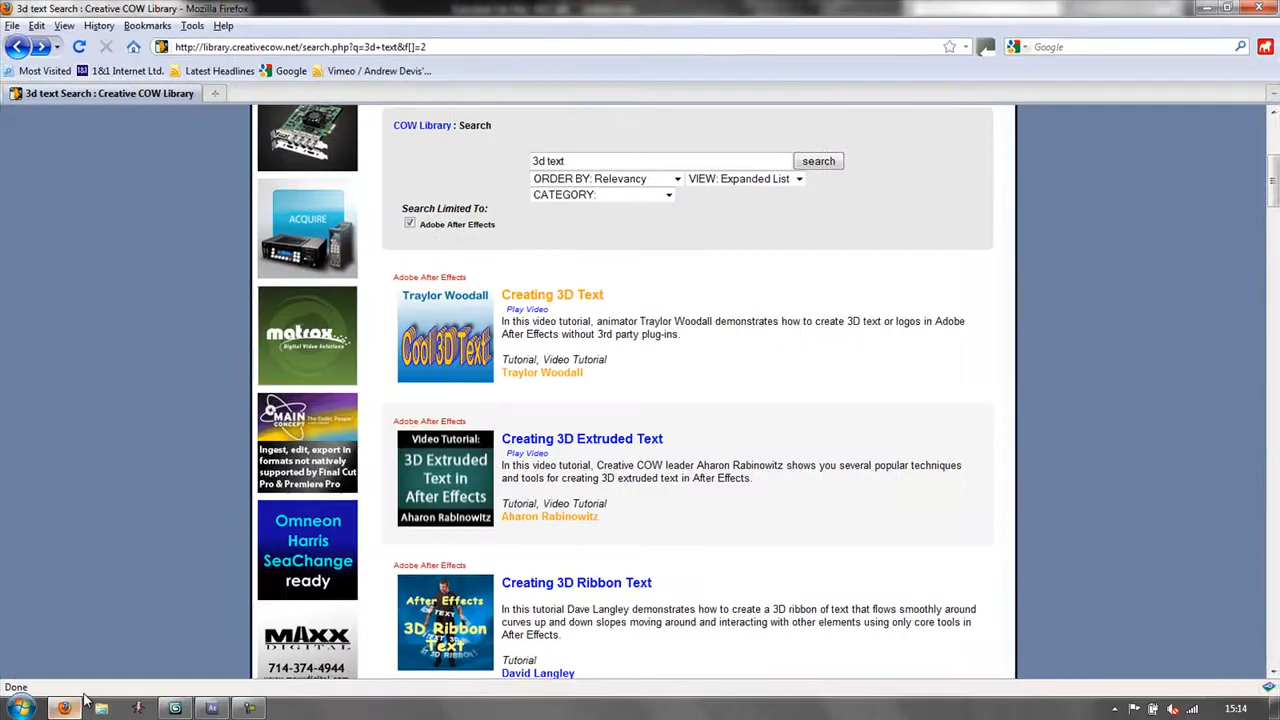 3d text Search : Creative COW Library - Mozilla Firefox
File Edit View History Bookmarks Tools Help
http://library.creativecow.net/search.php?q=3d+text&f[]=2
Google
Most Visited 1&1 Internet Ltd. Latest Headlines Google Vimeo / Andrew Devis'...
3d text Search : Creative COW Library
COW Library : Search
3d text search
ORDER BY: Relevancy VIEW: Expanded List
CATEGORY:
Search Limited To:
Adobe After Effects
ACQUIRE
matrox
Digital Video Solutions
MAIN
CONCEPT
Ingest, edit, export in
formats not natively
supported by Final Cut
Pro & Premiere Pro
Omneon
Harris
SeaChange
ready
MAXX
DIGITAL
714-374-4944
Adobe After Effects
Traylor Woodall
Cool 3D Text
Creating 3D Text
Play Video
In this video tutorial, animator Traylor Woodall demonstrates how to create 3D text or logos in Adobe
After Effects without 3rd party plug-ins.
Tutorial, Video Tutorial
Traylor Woodall
Adobe After Effects
Video Tutorial:
3D Extruded
Text in
After Effects
Aharon Rabinowitz
Creating 3D Extruded Text
Play Video
In this video tutorial, Creative COW leader Aharon Rabinowitz shows you several popular techniques
and tools for creating 3D extruded text in After Effects.
Tutorial, Video Tutorial
Aharon Rabinowitz
Adobe After Effects
After Effects
3D Ribbon
Text
Creating 3D Ribbon Text
In this tutorial Dave Langley demonstrates how to create a 3D ribbon of text that flows smoothly around
curves up and down slopes moving around and interacting with other elements using only core tools in
After Effects.
Tutorial
David Langley
Done
Ae
15:14